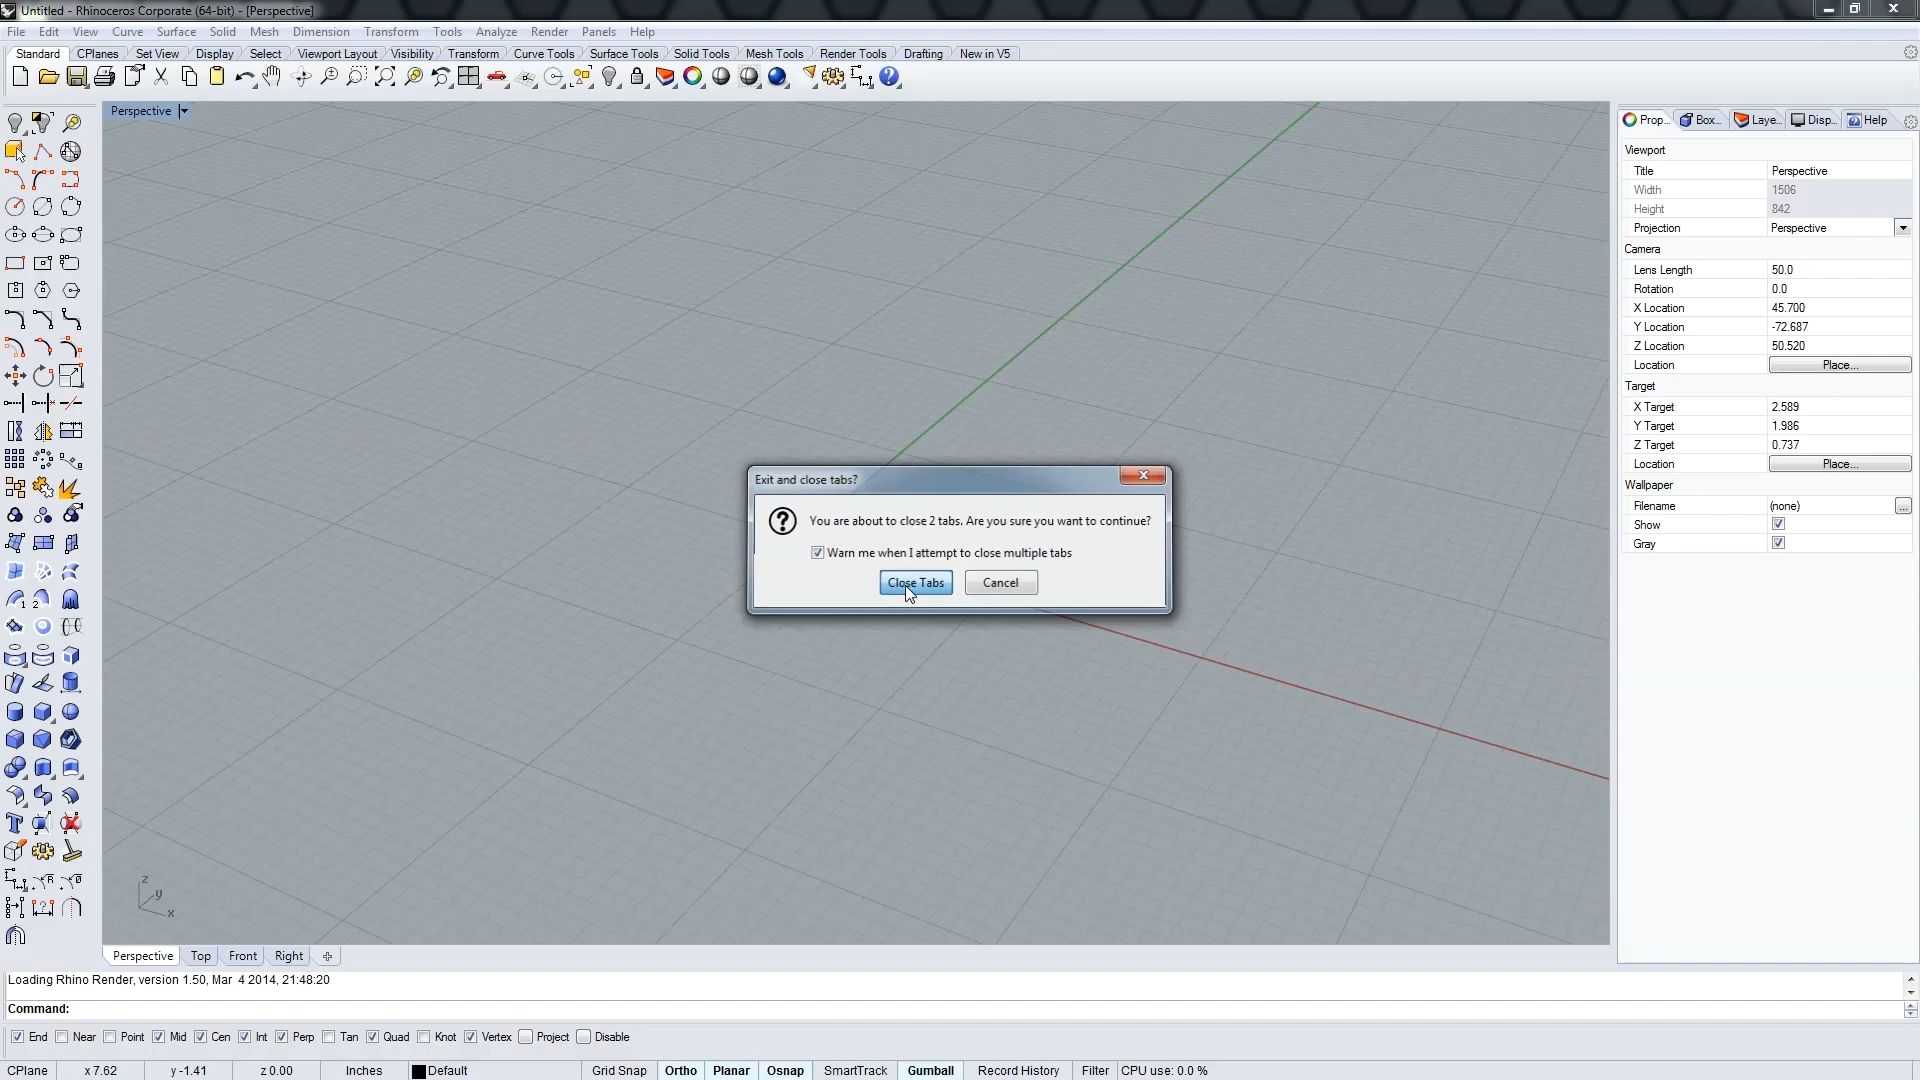 Untitled - Rhinoceros Corporate (64-bit) - [Perspective]
File Edit View Curve Surface Solid Mesh Dimension Transform Tools Analyze Render Panels Help
Standard CPlanes Set View Display Select Viewport Layout Visibility Transform Curve Tools Surface Tools Solid Tools Mesh Tools Render Tools Drafting New in V5
Perspective
Prop... Box... Laye... Disp... Help
Viewport
Title Perspective
Width 1506
Height 842
Projection Perspective
Camera
Lens Length 50.0
Rotation 0.0
X Location 45.700
Y Location -72.687
Z Location 50.520
Location Place...
Target
X Target 2.589
Y Target 1.986
Z Target 0.737
Location Place...
Wallpaper
Filename (none) ...
Show
Gray
Exit and close tabs?
You are about to close 2 tabs. Are you sure you want to continue?
Warn me when I attempt to close multiple tabs
Close Tabs Cancel
z
y
x
Perspective Top Front Right
Loading Rhino Render, version 1.50, Mar 4 2014, 21:48:20
Command:
End Near Point Mid Cen Int Perp Tan Quad Knot Vertex Project Disable
CPlane x 7.62 y -1.41 z 0.00 Inches Default Grid Snap Ortho Planar Osnap SmartTrack Gumball Record History Filter CPU use: 0.0 %